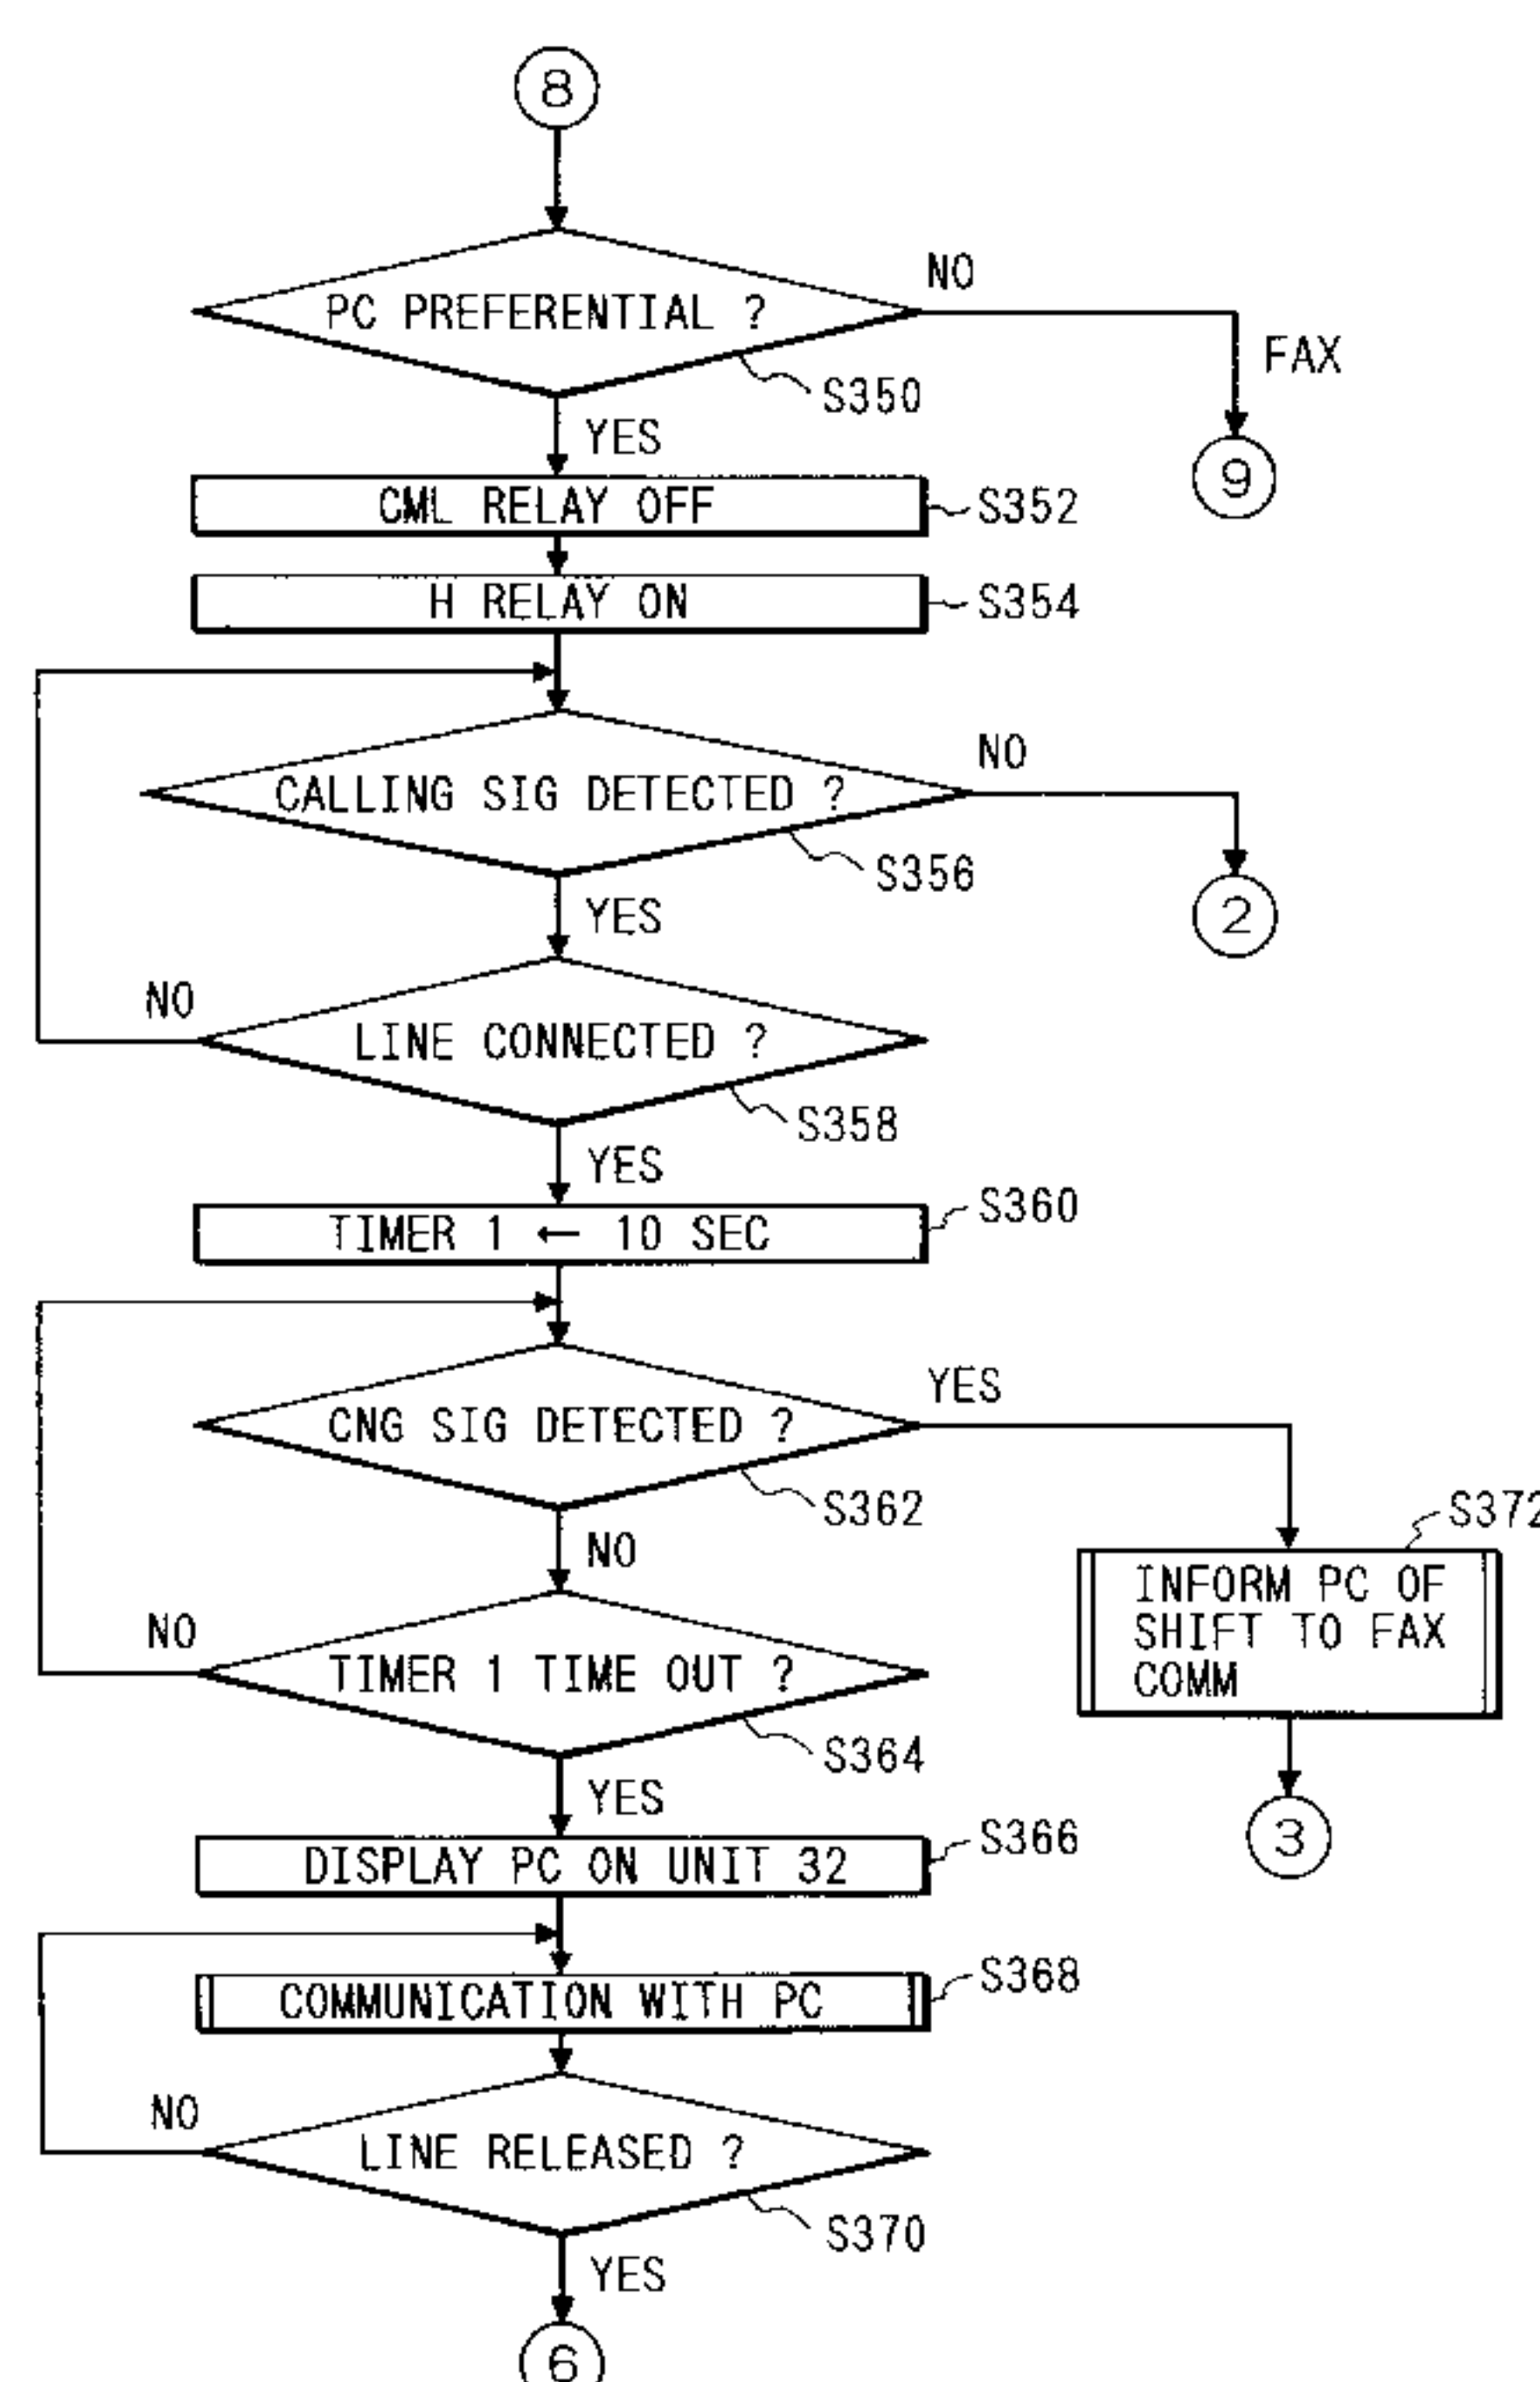 8
PC PREFERENTIAL ?
NO
S350
FAX
YES
9
CML RELAY OFF
S352
H RELAY ON
S354
CALLING SIG DETECTED ?
NO
S356
YES
2
LINE CONNECTED ?
NO
S358
YES
TIMER 1 ← 10 SEC
S360
CNG SIG DETECTED ?
YES
S362
NO
S372
INFORM PC OF
SHIFT TO FAX
COMM
3
TIMER 1 TIME OUT ?
NO
S364
YES
DISPLAY PC ON UNIT 32
S366
COMMUNICATION WITH PC
S368
LINE RELEASED ?
NO
S370
YES
6